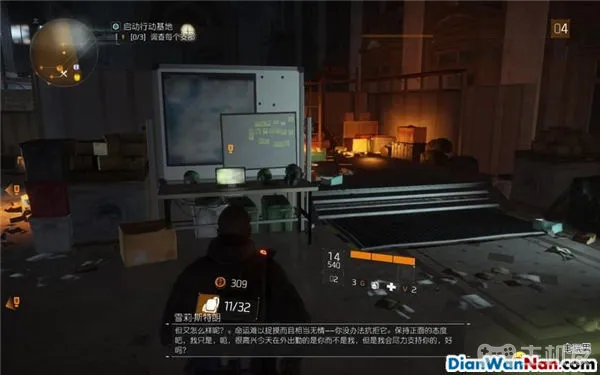 启动行动基地
[0/3] 调查每个支部
04
14
540
02
3 G
V 2
309
11/32
雪莉·斯特朗
但又怎么样呢？。命运难以捉摸而目相当无情——你没办法抗拒它。保持正面的态度
吧，我只是，呃，很高兴今天在外出勤的是你而不是我，但是我会尽力支持你的，好
吗？
DianWanNan.Com